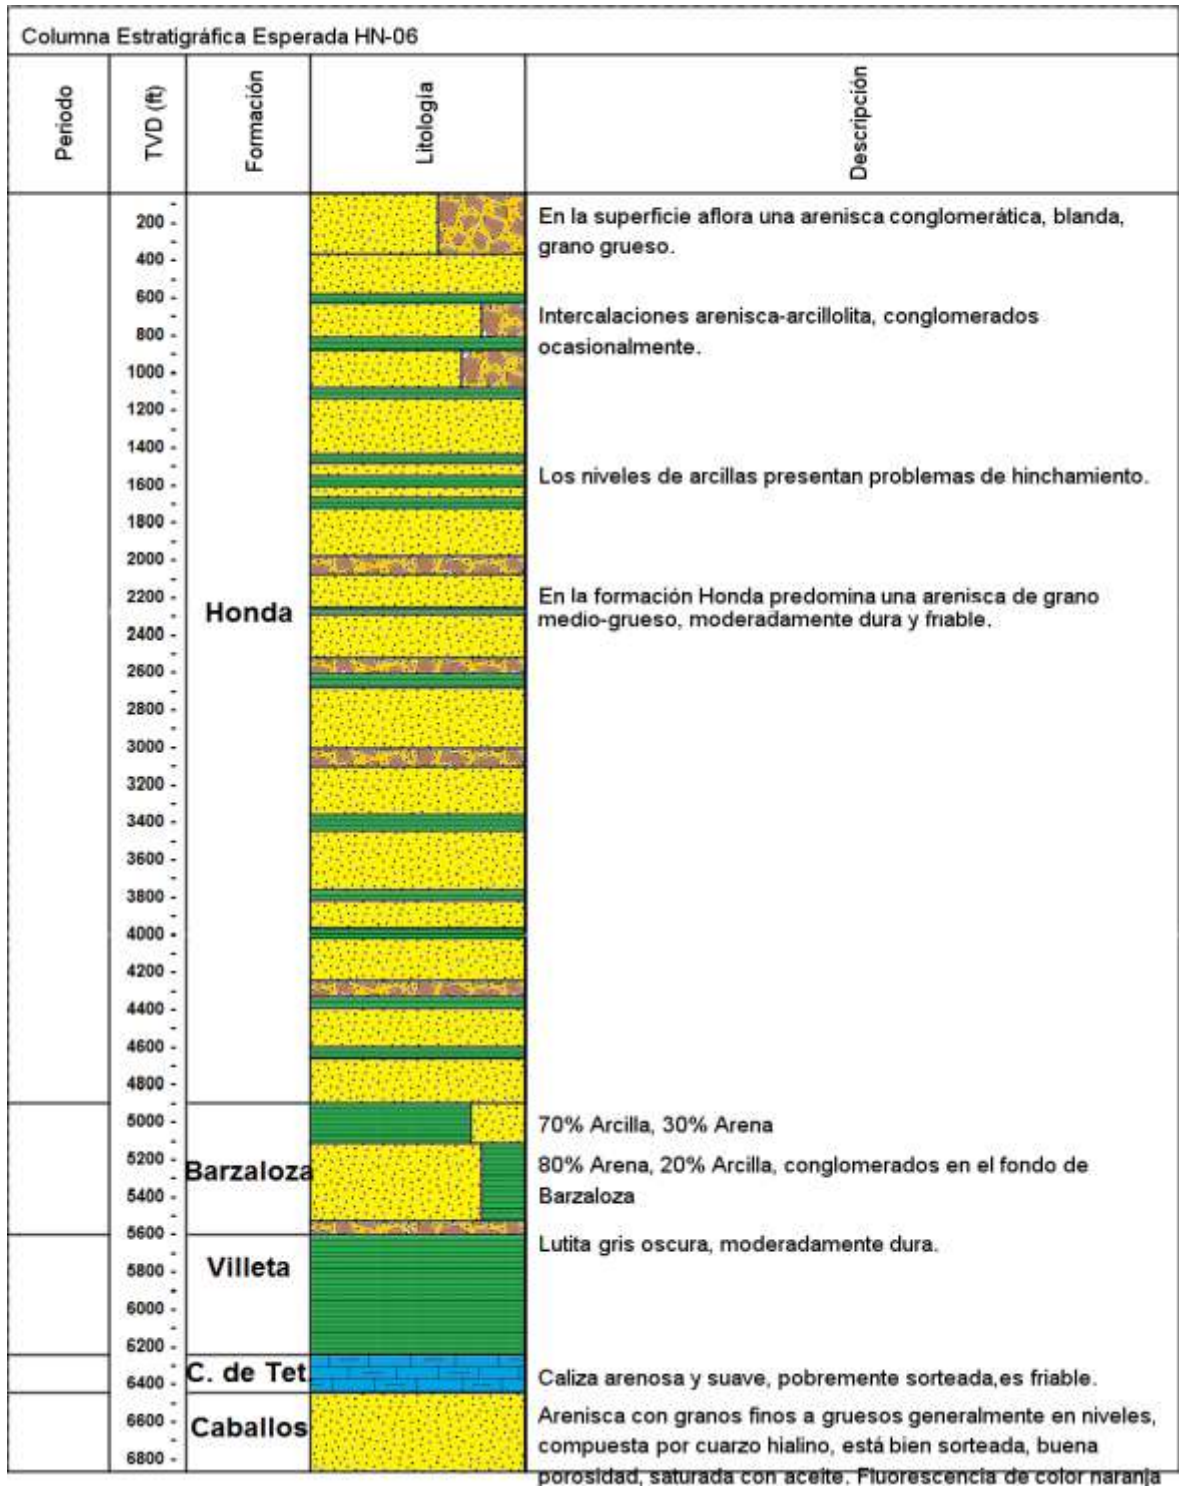 Columna Estratigráfica Esperada HN-06
Periodo
TVD (ft)
Formación
Litología
Descripción
200 -
400 -
600 -
800 -
1000 -
1200 -
1400 -
1600 -
1800 -
2000 -
2200 -
2400 -
2600 -
2800 -
3000 -
3200 -
3400 -
3600 -
3800 -
4000 -
4200 -
4400 -
4600 -
4800 -
5000 -
5200 -
5400 -
5600 -
5800 -
6000 -
6200 -
6400 -
6600 -
6800 -
Honda
Barzaloza
Villeta
C. de Tet.
Caballos
En la superficie aflora una arenisca conglomerática, blanda,
grano grueso.
Intercalaciones arenisca-arcillolita, conglomerados
ocasionalmente.
Los niveles de arcillas presentan problemas de hinchamiento.
En la formación Honda predomina una arenisca de grano
medio-grueso, moderadamente dura y friable.
70% Arcilla, 30% Arena
80% Arena, 20% Arcilla, conglomerados en el fondo de
Barzaloza
Lutita gris oscura, moderadamente dura.
Caliza arenosa y suave, pobremente sorteada,es friable.
Arenisca con granos finos a gruesos generalmente en niveles,
compuesta por cuarzo hialino, está bien sorteada, buena
porosidad, saturada con aceite. Fluorescencia de color naranja